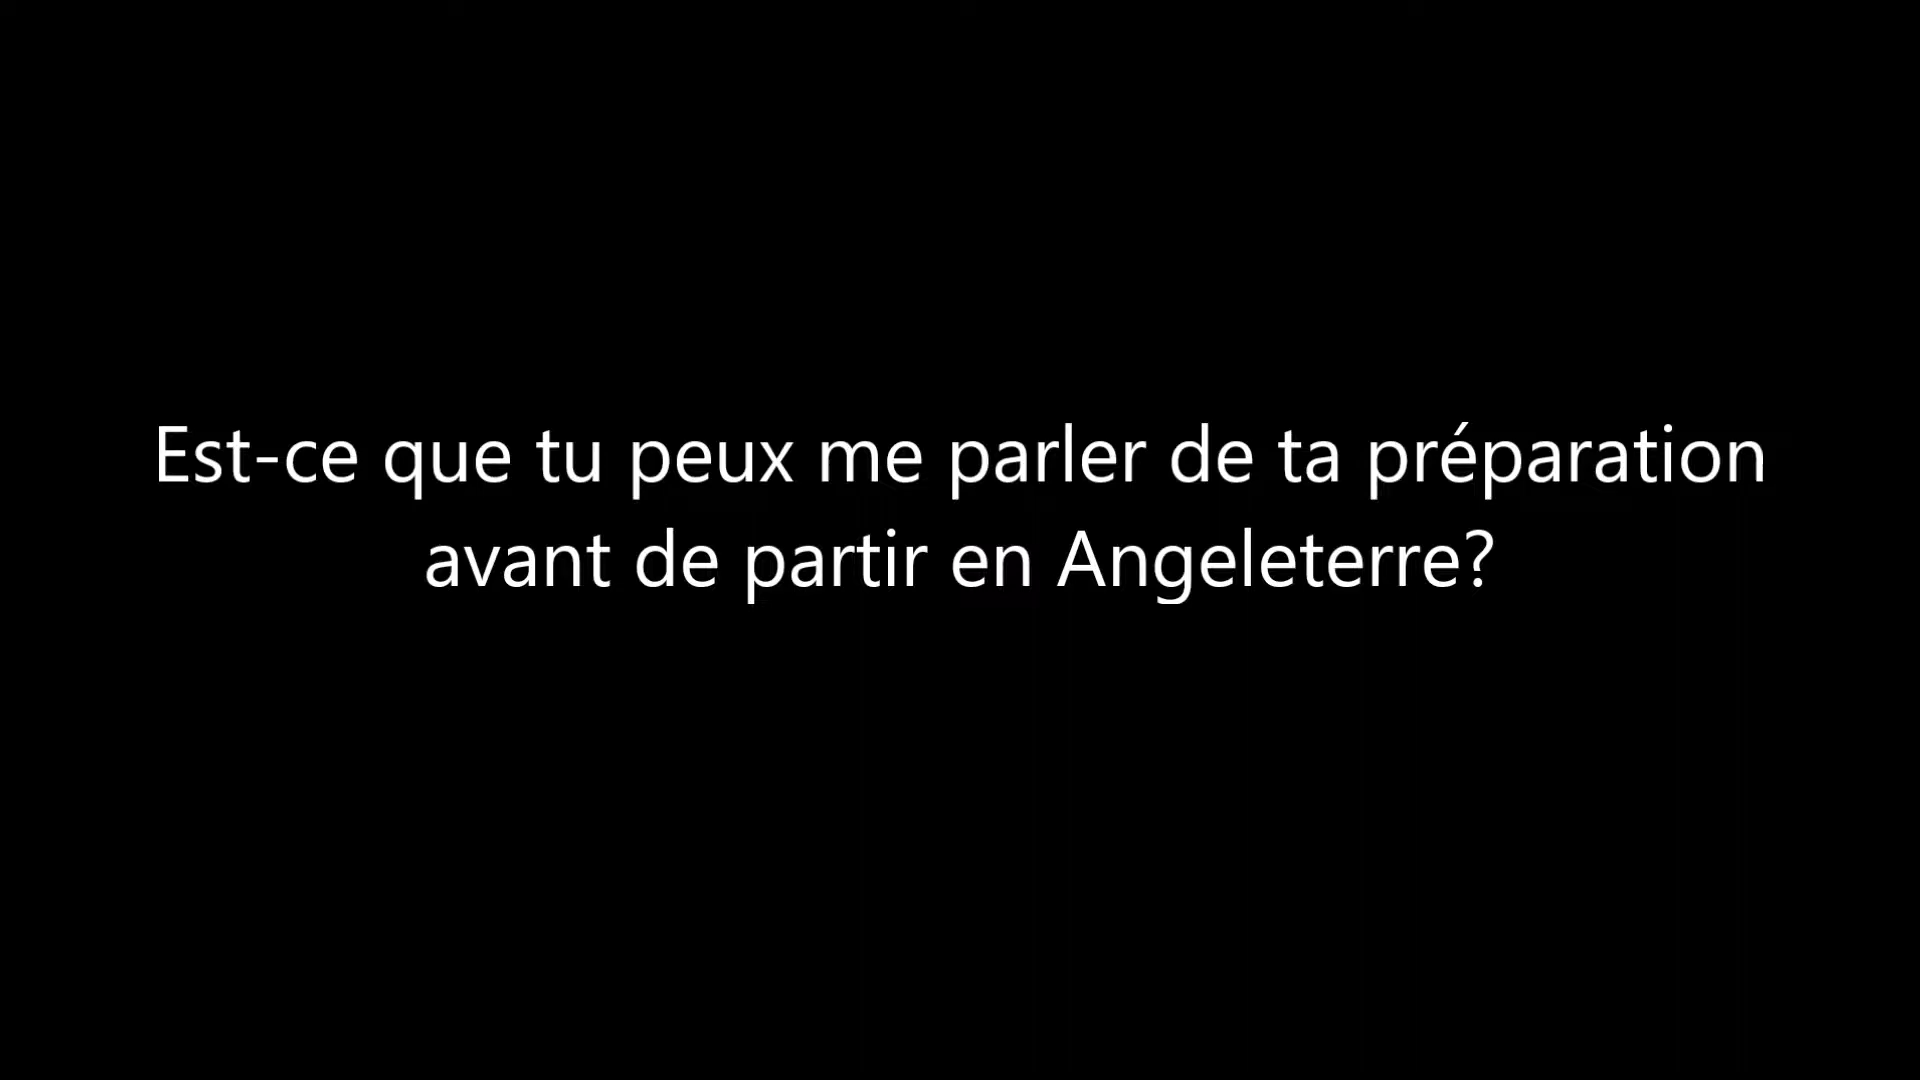 Est-ce que tu peux me parler de ta préparation
avant de partir en Angeleterre?